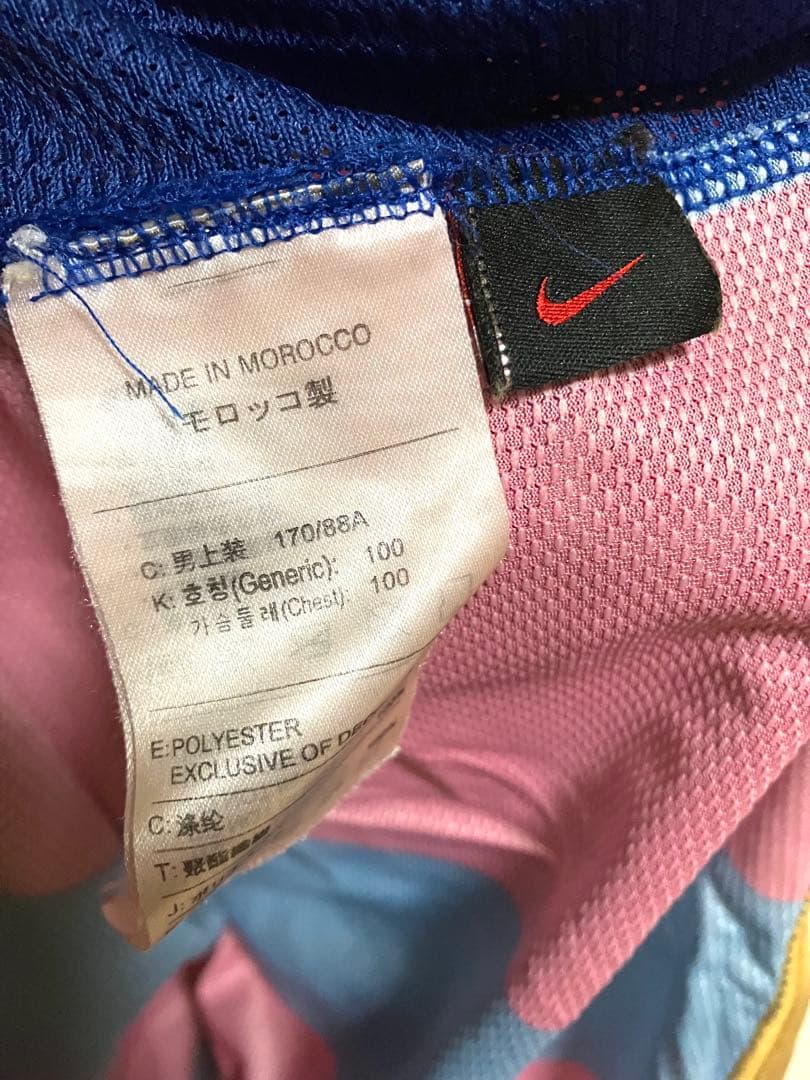 MADE IN MOROCCO
モロッコ製
C: 男上装 170/88A
K: 호칭(Generic): 100
가슴둘레(Chest): 100
E:POLYESTER
EXCLUSIVE OF
C: 涤纶
T:
J: